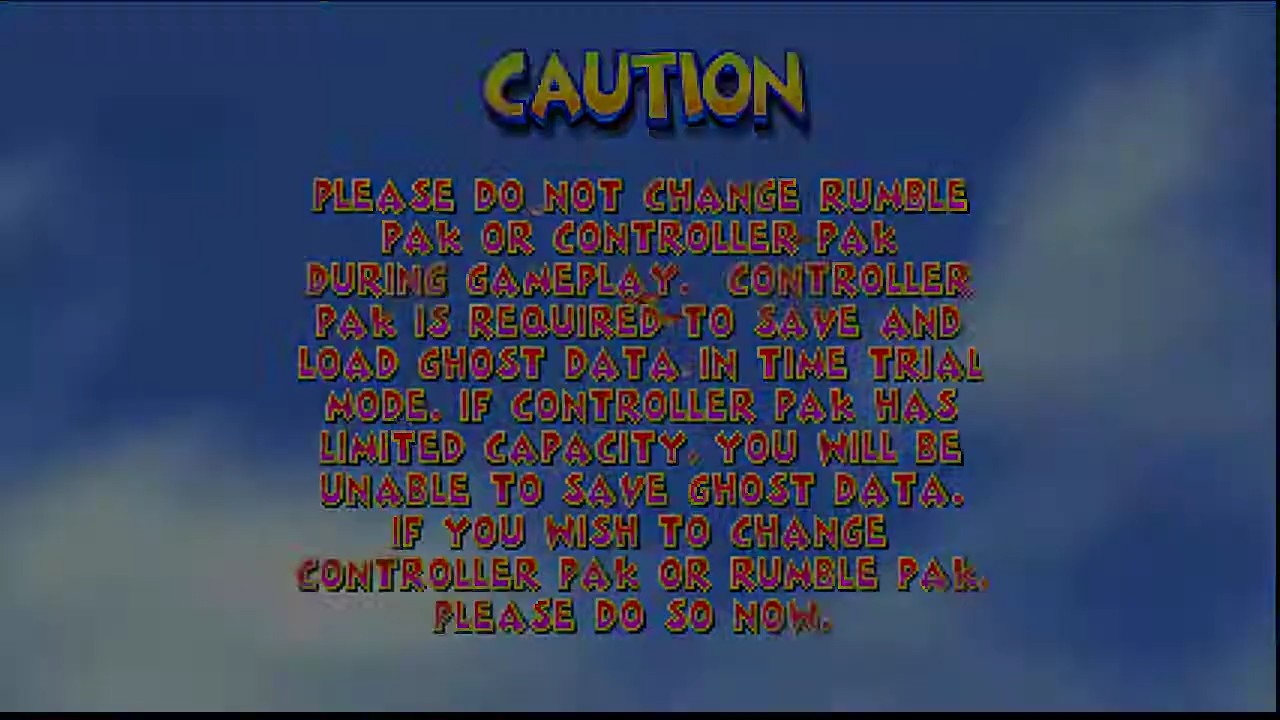 CAUTION
PLEASE DO NOT CHANGE RUMBLE
PAK OR CONTROLLER PAK
DURING GAMEPLAY. CONTROLLER
PAK IS REQUIRED TO SAVE AND
LOAD GHOST DATA IN TIME TRIAL
MODE. IF CONTROLLER PAK HAS
LIMITED CAPACITY, YOU WILL BE
UNABLE TO SAVE GHOST DATA.
IF YOU WISH TO CHANGE
CONTROLLER PAK OR RUMBLE PAK,
PLEASE DO SO NOW.